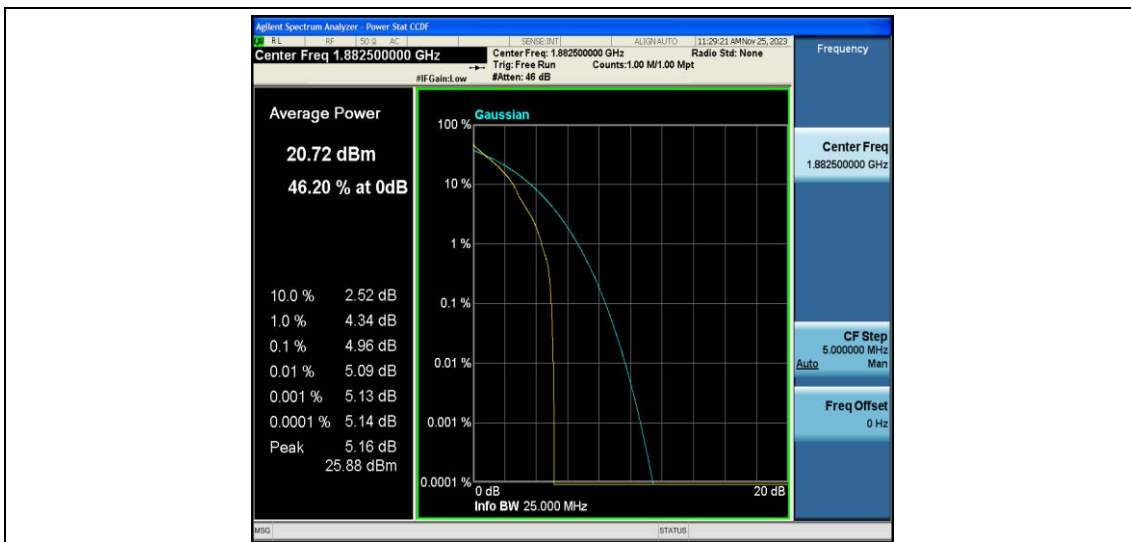 Agilent Spectrum Analyzer - Power Stat CCDF
RL RF 50 Ω AC SENSE:INT ALIGN AUTO 11:29:21 AM Nov 25, 2023
Center Freq 1.882500000 GHz
Center Freq: 1.882500000 GHz Radio Std: None
Trig: Free Run Counts:1.00 M/1.00 Mpt
#IFGain:Low #Atten: 46 dB
Frequency
Average Power
20.72 dBm
46.20 % at 0dB
10.0 % 2.52 dB
1.0 % 4.34 dB
0.1 % 4.96 dB
0.01 % 5.09 dB
0.001 % 5.13 dB
0.0001 % 5.14 dB
Peak 5.16 dB
25.88 dBm
Gaussian
100 %
10 %
1 %
0.1 %
0.01 %
0.001 %
0.0001 %
0 dB 20 dB
Info BW 25.000 MHz
Center Freq
1.882500000 GHz
CF Step
5.000000 MHz
Auto Man
Freq Offset
0 Hz
MSG STATUS